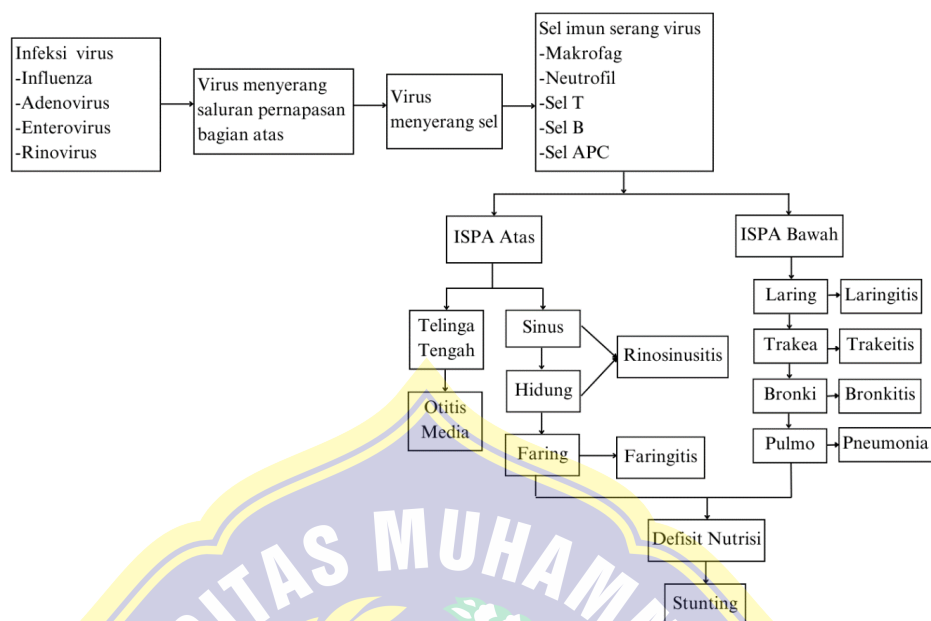 Infeksi virus
-Influenza
-Adenovirus
-Enterovirus
-Rinovirus
Virus menyerang
saluran pernapasan
bagian atas
Virus
menyerang sel
Sel imun serang virus
-Makrofag
-Neutrofil
-Sel T
-Sel B
-Sel APC
ISPA Atas
ISPA Bawah
Telinga
Tengah
Otitis
Media
Sinus
Hidung
Rinosinusitis
Faring
Faringitis
Laring
Laringitis
Trakea
Trakeitis
Bronki
Bronkitis
Pulmo
Pneumonia
Defisit Nutrisi
Stunting